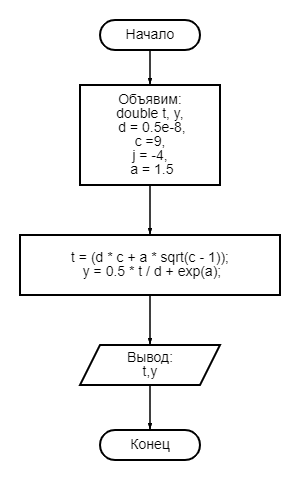 Начало
Объявим:
double t, y,
d = 0.5e-8,
c =9,
j = -4,
a = 1.5
t = (d * c + a * sqrt(c - 1));
y = 0.5 * t / d + exp(a);
Вывод:
t,y
Конец